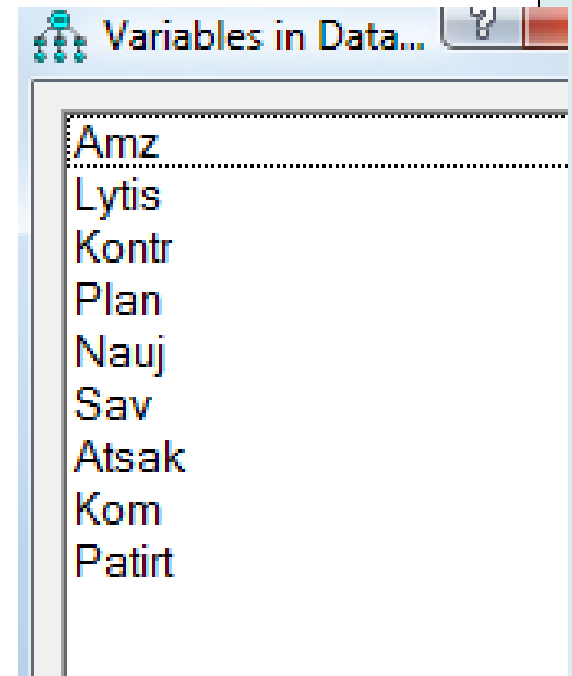 Variables in Data...
?
Amz
Lytis
Kontr
Plan
Nauj
Sav
Atsak
Kom
Patirt